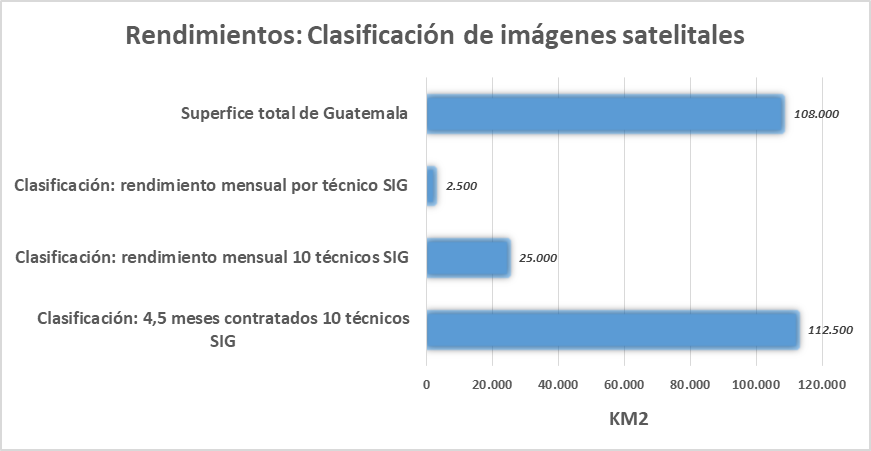 Rendimientos: Clasificación de imágenes satelitales
Superfice total de Guatemala
108.000
Clasificación: rendimiento mensual por técnico SIG
2.500
Clasificación: rendimiento mensual 10 técnicos SIG
25.000
Clasificación: 4,5 meses contratados 10 técnicos
SIG
112.500
0 20.000 40.000 60.000 80.000 100.000 120.000
KM2